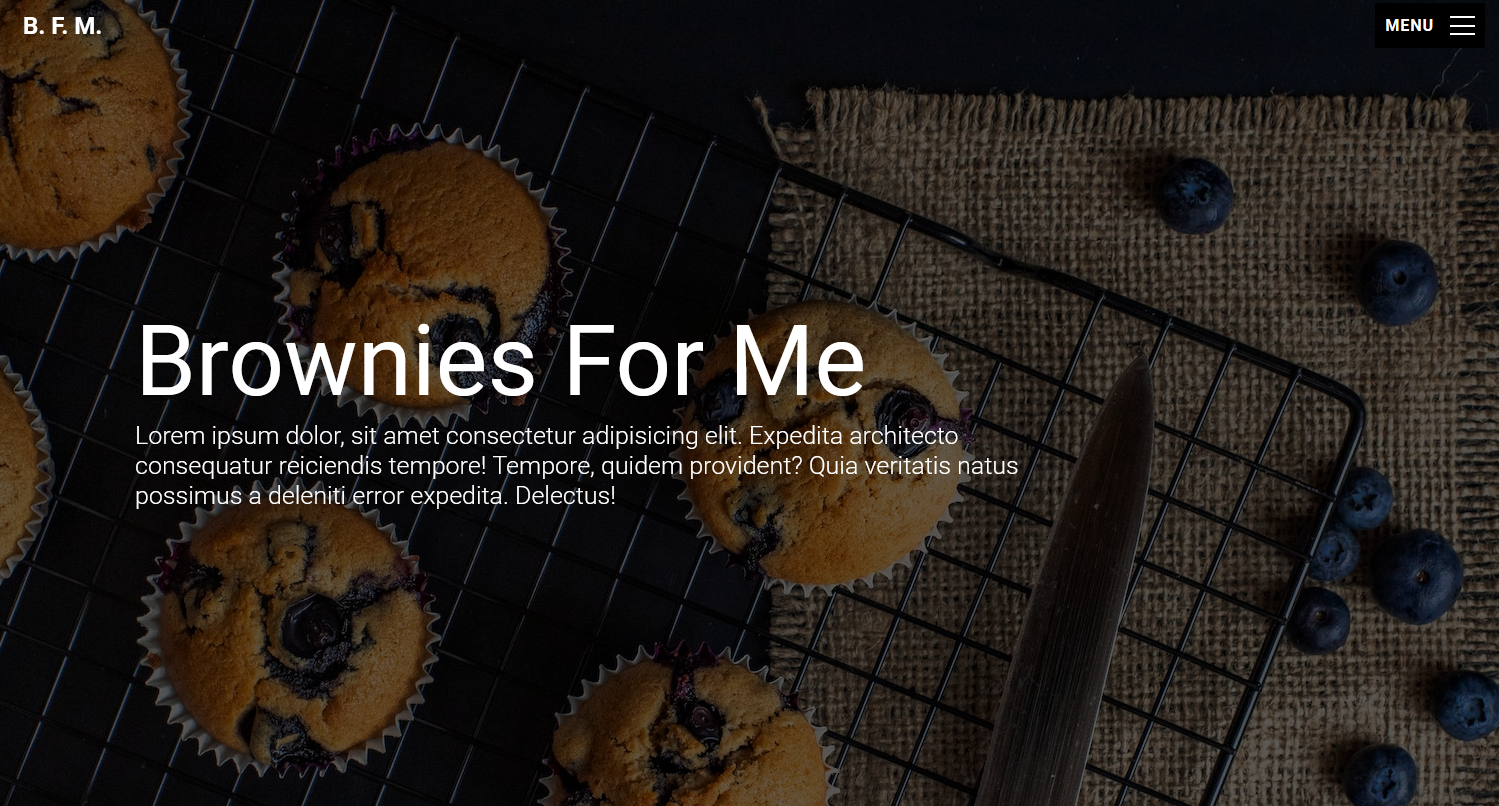 B. F. M.
MENU
Brownies For Me
Lorem ipsum dolor, sit amet consectetur adipisicing elit. Expedita architecto
consequatur reiciendis tempore! Tempore, quidem provident? Quia veritatis natus
possimus a deleniti error expedita. Delectus!